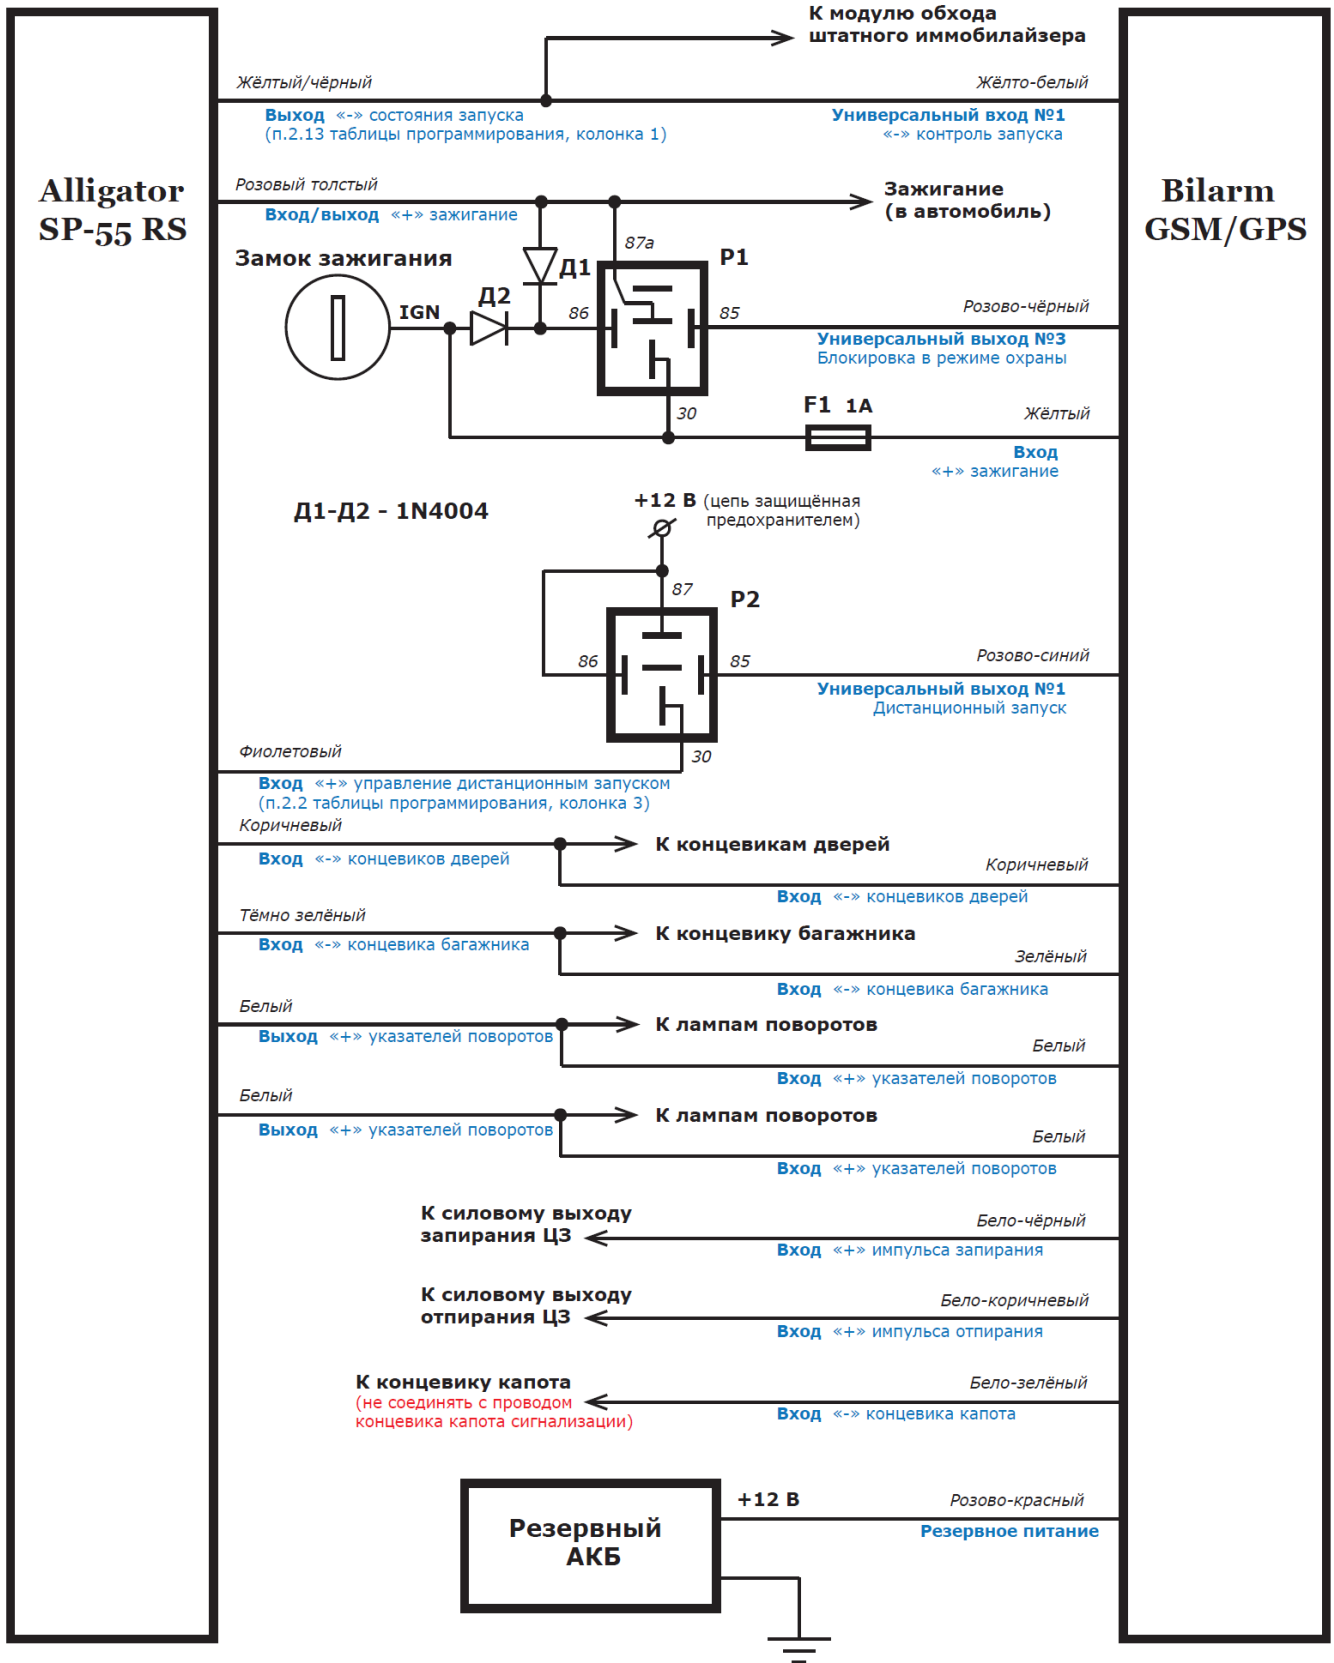 К модулю обхода
штатного иммобилайзера
Жёлтый/чёрный
Жёлто-белый
Выход «-» состояния запуска
(п.2.13 таблицы программирования, колонка 1)
Универсальный вход №1
«-» контроль запуска
Alligator
SP-55 RS
Bilarm
GSM/GPS
Розовый толстый
Вход/выход «+» зажигание
Зажигание
(в автомобиль)
87а
Р1
Замок зажигания
Д1
IGN
Д2
86
85
Розово-чёрный
Универсальный выход №3
Блокировка в режиме охраны
30
F1 1А
Жёлтый
Вход
«+» зажигание
Д1-Д2 - 1N4004
+12 В (цепь защищённая
предохранителем)
87
Р2
86
85
Розово-синий
Универсальный выход №1
Дистанционный запуск
30
Фиолетовый
Вход «+» управление дистанционным запуском
(п.2.2 таблицы программирования, колонка 3)
Коричневый
Вход «-» концевиков дверей
К концевикам дверей
Коричневый
Вход «-» концевиков дверей
Тёмно зелёный
Вход «-» концевика багажника
К концевику багажника
Зелёный
Вход «-» концевика багажника
Белый
Выход «+» указателей поворотов
К лампам поворотов
Белый
Вход «+» указателей поворотов
Белый
Выход «+» указателей поворотов
К лампам поворотов
Белый
Вход «+» указателей поворотов
К силовому выходу
запирания ЦЗ
Бело-чёрный
Вход «+» импульса запирания
К силовому выходу
отпирания ЦЗ
Бело-коричневый
Вход «+» импульса отпирания
К концевику капота
(не соединять с проводом
концевика капота сигнализации)
Бело-зелёный
Вход «-» концевика капота
Резервный
АКБ
+12 В
Розово-красный
Резервное питание